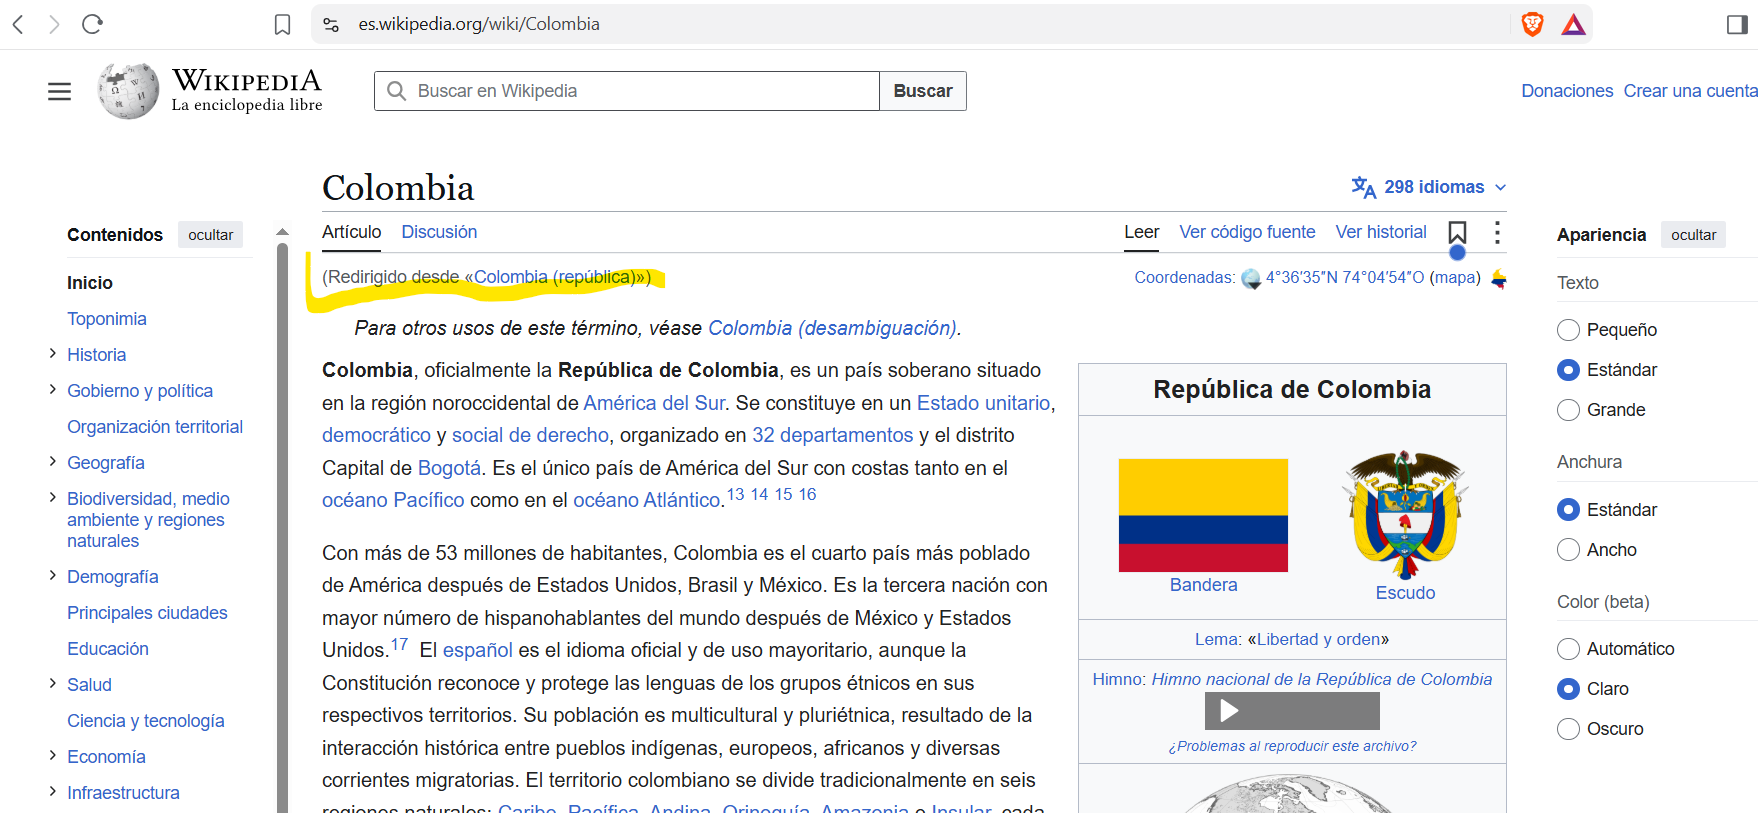 es.wikipedia.org/wiki/Colombia
WIKIPEDIA
La enciclopedia libre
Buscar en Wikipedia
Buscar
Donaciones
Crear una cuenta
Contenidos
ocultar
Inicio
Toponimia
Historia
Gobierno y política
Organización territorial
Geografía
Biodiversidad, medio
ambiente y regiones
naturales
Demografía
Principales ciudades
Educación
Salud
Ciencia y tecnología
Economía
Infraestructura
Colombia
298 idiomas
Artículo
Discusión
Leer
Ver código fuente
Ver historial
(Redirigido desde «Colombia (república)»)
Coordenadas: 4°36′35″N 74°04′54″O (mapa)
Para otros usos de este término, véase Colombia (desambiguación).
Colombia, oficialmente la República de Colombia, es un país soberano situado
en la región noroccidental de América del Sur. Se constituye en un Estado unitario,
democrático y social de derecho, organizado en 32 departamentos y el distrito
Capital de Bogotá. Es el único país de América del Sur con costas tanto en el
océano Pacífico como en el océano Atlántico.13 14 15 16
Con más de 53 millones de habitantes, Colombia es el cuarto país más poblado
de América después de Estados Unidos, Brasil y México. Es la tercera nación con
mayor número de hispanohablantes del mundo después de México y Estados
Unidos.17 El español es el idioma oficial y de uso mayoritario, aunque la
Constitución reconoce y protege las lenguas de los grupos étnicos en sus
respectivos territorios. Su población es multicultural y pluriétnica, resultado de la
interacción histórica entre pueblos indígenas, europeos, africanos y diversas
corrientes migratorias. El territorio colombiano se divide tradicionalmente en seis
regiones naturales: Caribe, Pacífica, Andina, Orinoquía, Amazonia e Insular, cada
República de Colombia
Bandera
Escudo
Lema: «Libertad y orden»
Himno: Himno nacional de la República de Colombia
¿Problemas al reproducir este archivo?
Apariencia
ocultar
Texto
Pequeño
Estándar
Grande
Anchura
Estándar
Ancho
Color (beta)
Automático
Claro
Oscuro